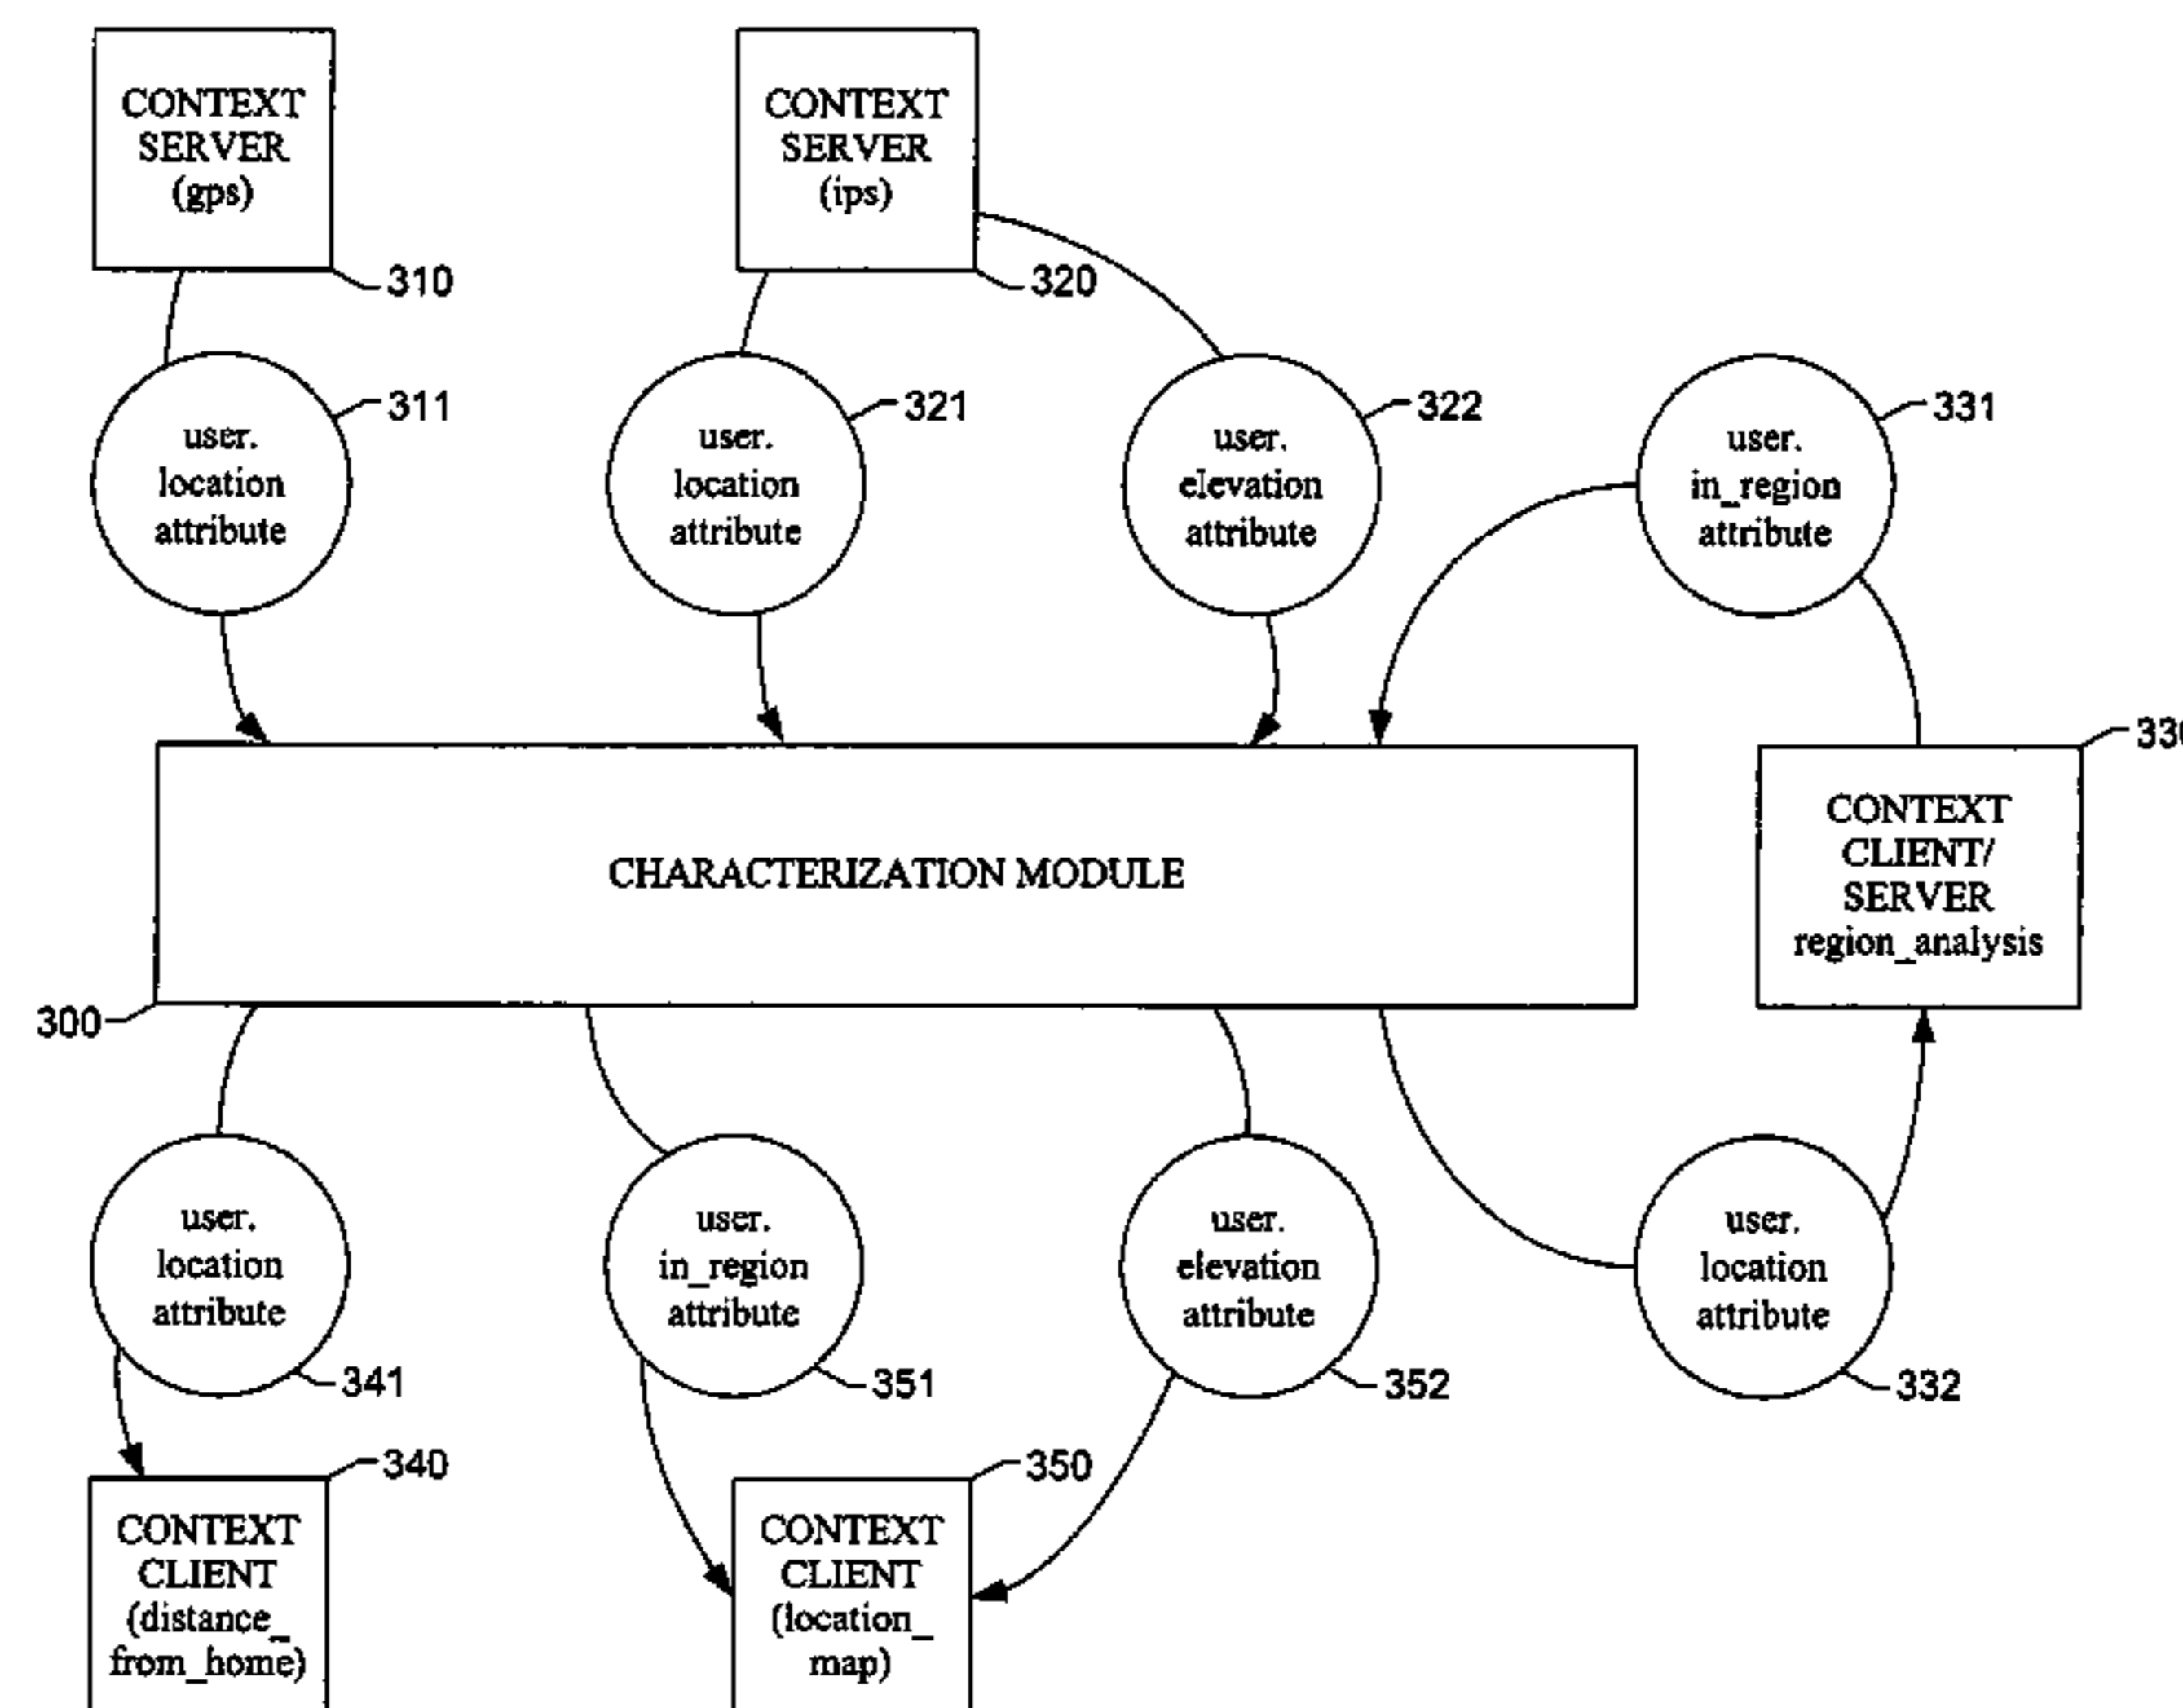 CONTEXT
SERVER
(gps)
310
CONTEXT
SERVER
(ips)
320
user.
location
attribute
311
user.
location
attribute
321
user.
elevation
attribute
322
user.
in_region
attribute
331
CHARACTERIZATION MODULE
300
CONTEXT
CLIENT/
SERVER
region_analysis
330
user.
location
attribute
341
user.
in_region
attribute
351
user.
elevation
attribute
352
user.
location
attribute
332
CONTEXT
CLIENT
(distance_
from_home)
340
CONTEXT
CLIENT
(location_
map)
350